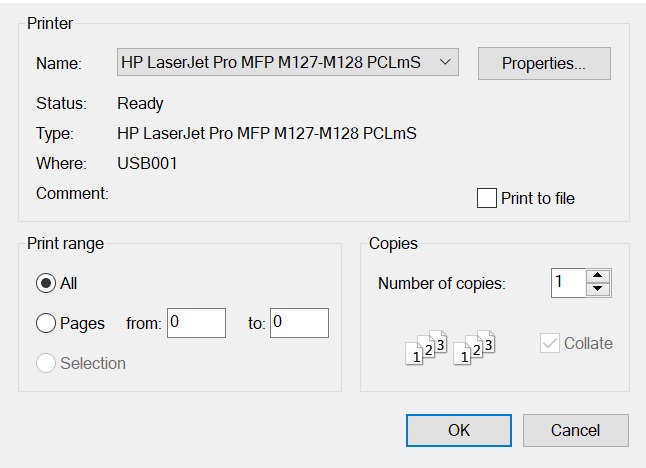 Printer
Name: HP LaserJet Pro MFP M127-M128 PCLmS Properties...
Status: Ready
Type: HP LaserJet Pro MFP M127-M128 PCLmS
Where: USB001
Comment:
Print to file
Print range
All
Pages from: 0 to: 0
Selection
Copies
Number of copies: 1
1 2 3 1 2 3 Collate
OK Cancel